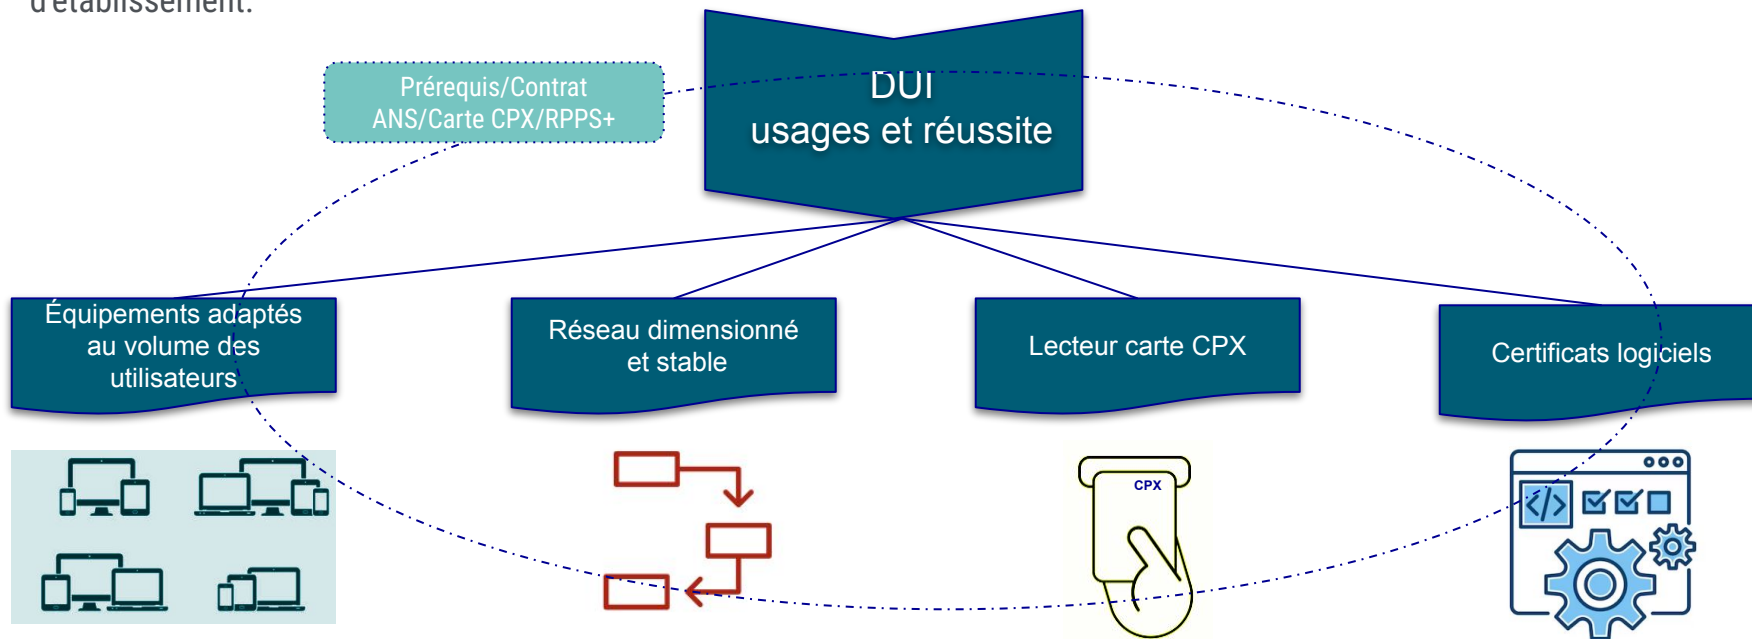 d'établissement.
Prérequis/Contrat
ANS/Carte CPX/RPPS+
DUI
usages et réussite
Équipements adaptés
au volume des
utilisateurs
Réseau dimensionné
et stable
Lecteur carte CPX
Certificats logiciels
CPX
</>